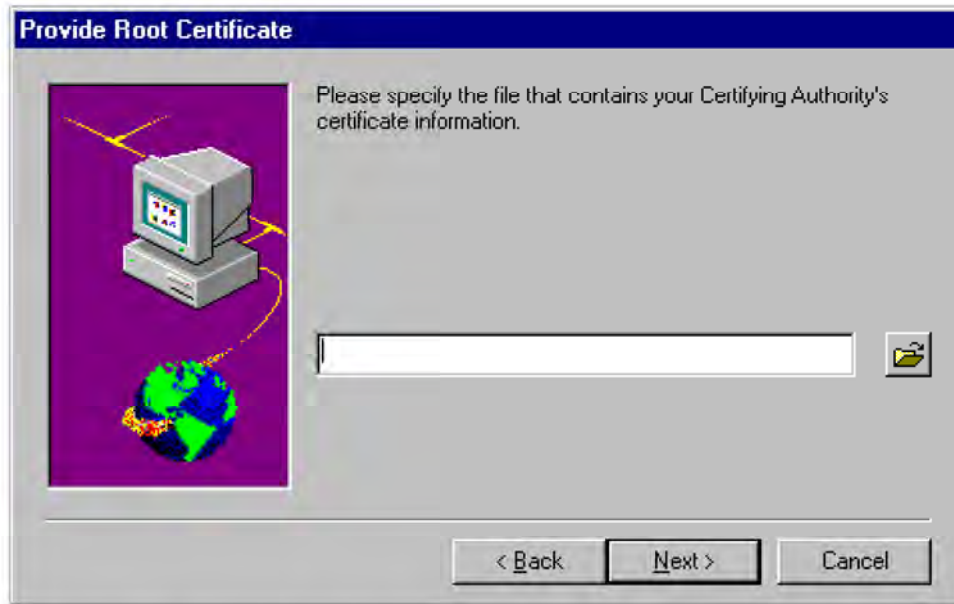 Provide Root Certificate
Please specify the file that contains your Certifying Authority's
certificate information.
< Back
Next >
Cancel